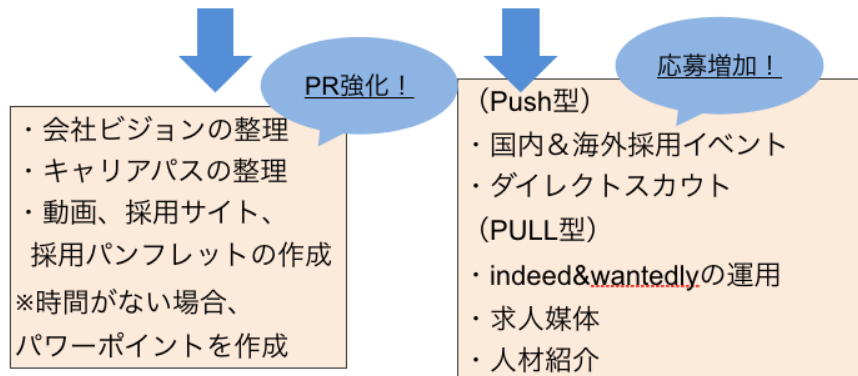 PR強化！
・会社ビジョンの整理
・キャリアパスの整理
・動画、採用サイト、
採用パンフレットの作成
※時間がない場合、
パワーポイントを作成
応募増加！
（Push型）
・国内＆海外採用イベント
・ダイレクトスカウト
（PULL型）
・indeed&wantedlyの運用
・求人媒体
・人材紹介